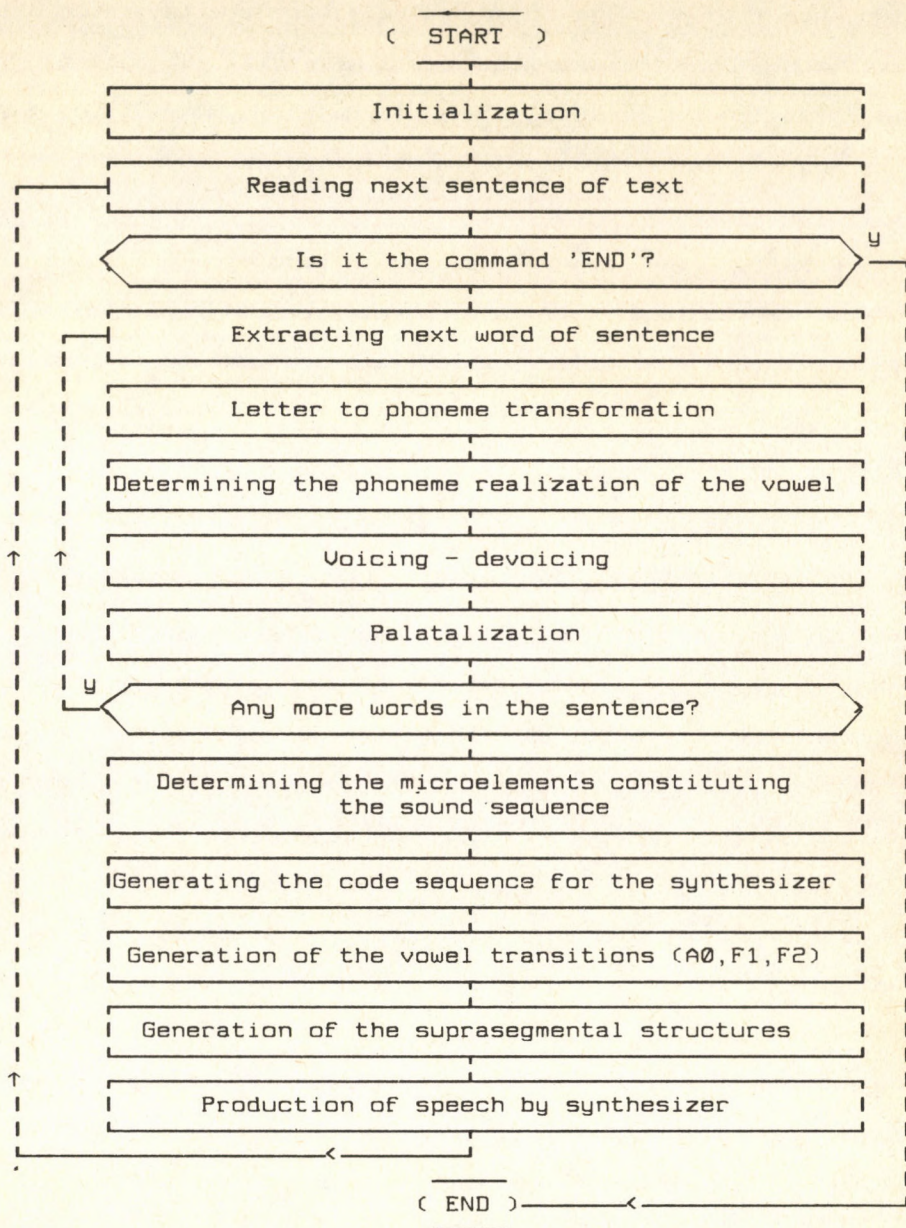 ( START )
Initialization
Reading next sentence of text
Is it the command 'END'?
y
Extracting next word of sentence
Letter to phoneme transformation
Determining the phoneme realization of the vowel
Voicing - devoicing
Palatalization
y
Any more words in the sentence?
Determining the microelements constituting
the sound sequence
Generating the code sequence for the synthesizer
Generation of the vowel transitions (A0,F1,F2)
Generation of the suprasegmental structures
Production of speech by synthesizer
( END )